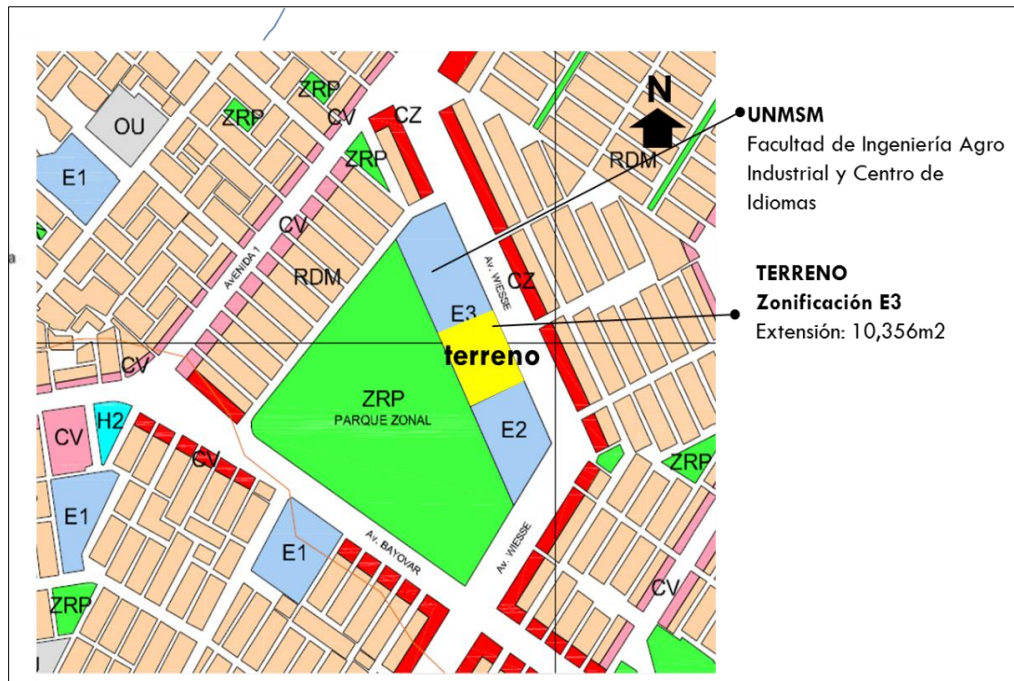 ZRP
ZRP
CV
CZ
N
OU
ZRP
RDM
E1
CV
RDM
AVENIDA 1
Av. WIESSE
CZ
E3
terreno
CV
ZRP
PARQUE ZONAL
E2
H2
CV
CV
ZRP
E1
E1
Av. BAYOVAR
Av. WIESSE
CV
ZRP
UNMSM
Facultad de Ingeniería Agro
Industrial y Centro de
Idiomas
TERRENO
Zonificación E3
Extensión: 10,356m2